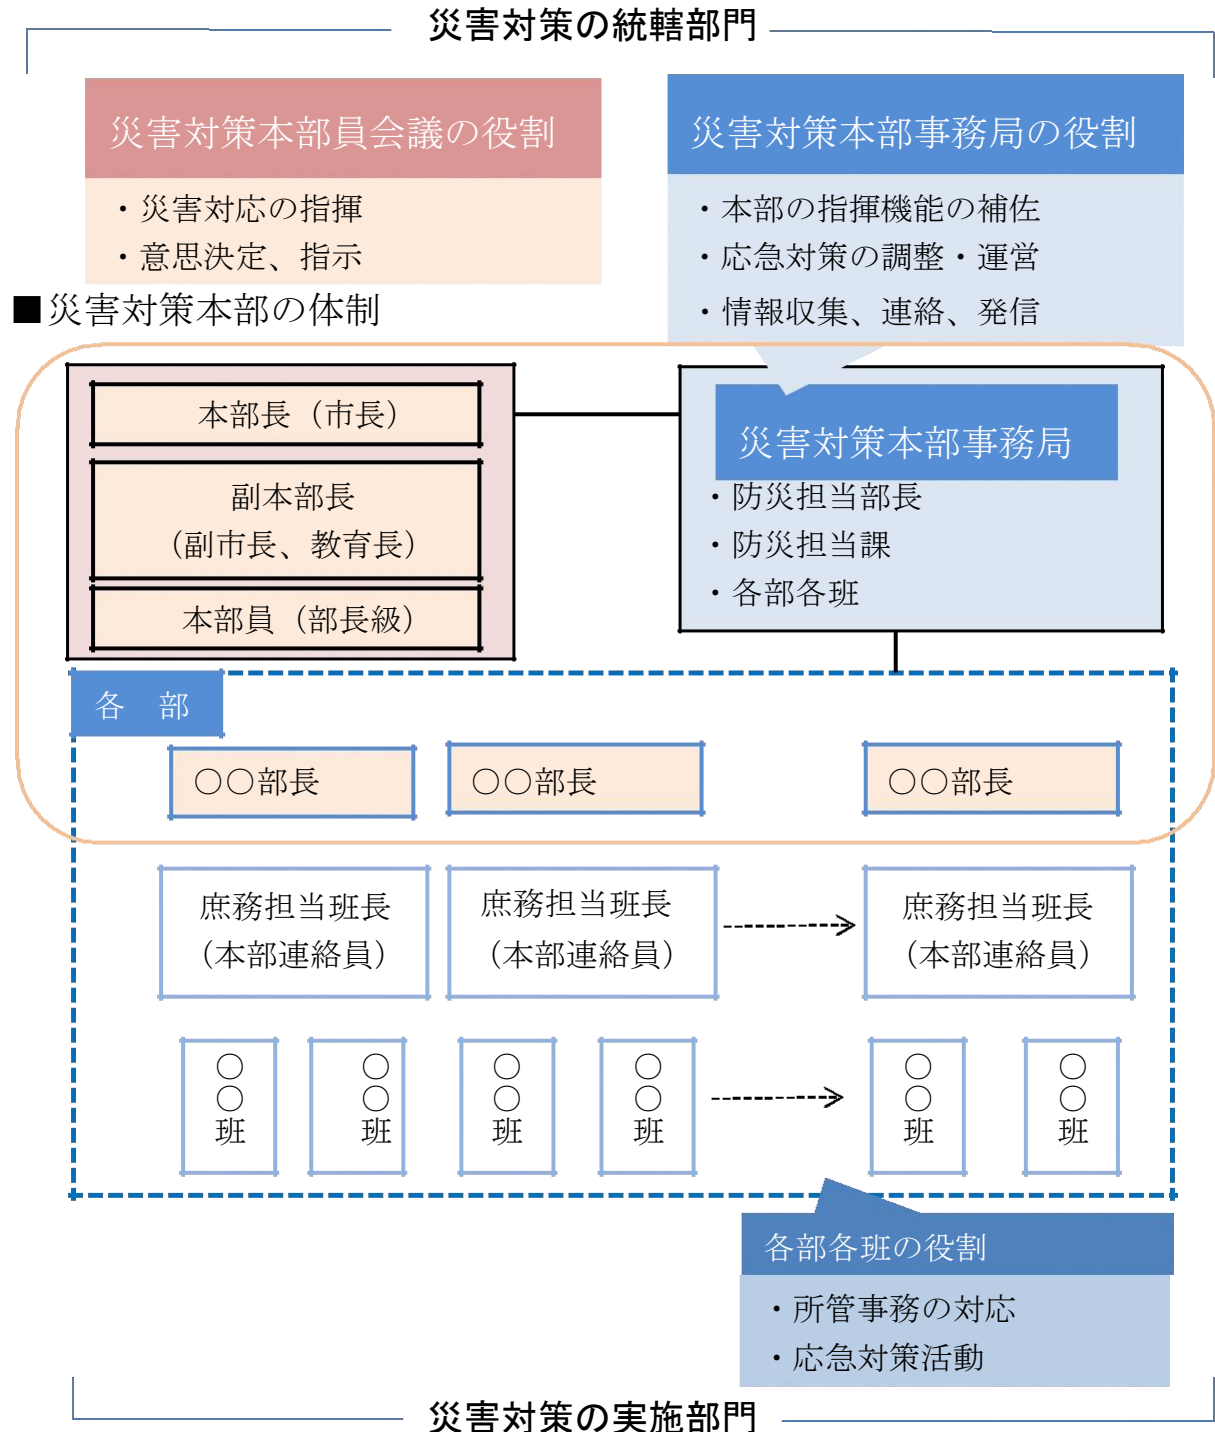 災害対策の統轄部門
災害対策本部員会議の役割
・災害対応の指揮
・意思決定、指示
災害対策本部事務局の役割
・本部の指揮機能の補佐
・応急対策の調整・運営
・情報収集、連絡、発信
■災害対策本部の体制
本部長（市長）
副本部長
（副市長、教育長）
本部員（部長級）
災害対策本部事務局
・防災担当部長
・防災担当課
・各部各班
各　部
○○部長
○○部長
○○部長
庶務担当班長
（本部連絡員）
庶務担当班長
（本部連絡員）
庶務担当班長
（本部連絡員）
○○班
○○班
○○班
○○班
○○班
○○班
各部各班の役割
・所管事務の対応
・応急対策活動
災害対策の実施部門